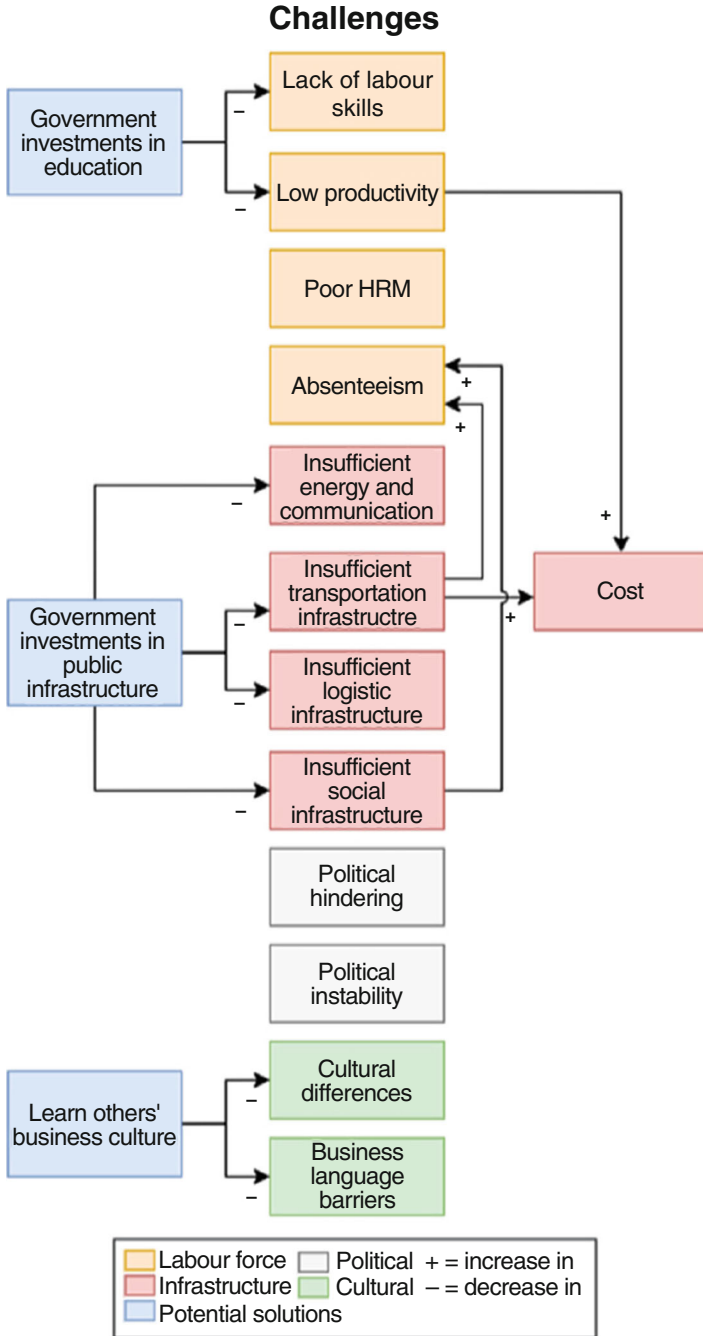 Challenges
Lack of labour
skills
Government
investments in
education
–
–
Low productivity
Poor HRM
Absenteeism
+
+
Insufficient
energy and
communication
–
+
Insufficient
transportation
infrastructre
Cost
Government
investments in
public
infrastructure
–
+
Insufficient
logistic
infrastructure
–
Insufficient
social
infrastructure
–
Political
hindering
Political
instability
Cultural
differences
–
Learn others'
business culture
Business
language
barriers
–
Labour force
Political
+ = increase in
Infrastructure
Cultural
– = decrease in
Potential solutions